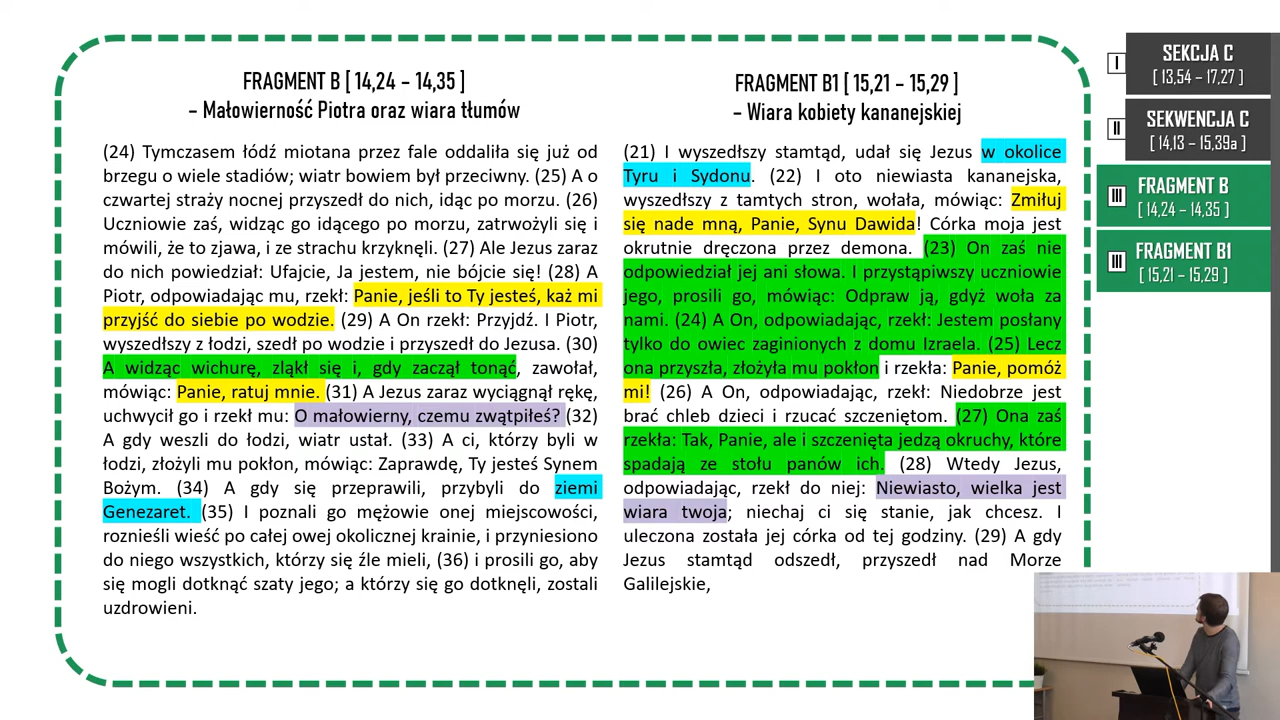 FRAGMENT B [ 14,24 – 14,35 ]
– Małowierność Piotra oraz wiara tłumów
(24) Tymczasem łódź miotana przez fale oddaliła się już od
brzegu o wiele stadiów; wiatr bowiem był przeciwny. (25) A o
czwartej straży nocnej przyszedł do nich, idąc po morzu. (26)
Uczniowie zaś, widząc go idącego po morzu, zatrwożyli się i
mówili, że to zjawa, i ze strachu krzyknęli. (27) Ale Jezus zaraz
do nich powiedział: Ufajcie, Ja jestem, nie bójcie się! (28) A
Piotr, odpowiadając mu, rzekł: Panie, jeśli to Ty jesteś, każ mi
przyjść do siebie po wodzie. (29) A On rzekł: Przyjdź. I Piotr,
wyszedłszy z łodzi, szedł po wodzie i przyszedł do Jezusa. (30)
A widząc wichurę, zląkł się i, gdy zaczął tonąć, zawołał,
mówiąc: Panie, ratuj mnie. (31) A Jezus zaraz wyciągnął rękę,
uchwycił go i rzekł mu: O małowierny, czemu zwątpiłeś? (32)
A gdy weszli do łodzi, wiatr ustał. (33) A ci, którzy byli w
łodzi, złożyli mu pokłon, mówiąc: Zaprawdę, Ty jesteś Synem
Bożym. (34) A gdy się przeprawili, przybyli do ziemi
Genezaret. (35) I poznali go mężowie onej miejscowości,
roznieśli wieść po całej owej okolicznej krainie, i przyniesiono
do niego wszystkich, którzy się źle mieli, (36) i prosili go, aby
się mogli dotknąć szaty jego; a którzy się go dotknęli, zostali
uzdrowieni.
FRAGMENT B1 [ 15,21 – 15,29 ]
– Wiara kobiety kananejskiej
(21) I wyszedłszy stamtąd, udał się Jezus w okolice
Tyru i Sydonu. (22) I oto niewiasta kananejska,
wyszedłszy z tamtych stron, wołała, mówiąc: Zmiłuj
się nade mną, Panie, Synu Dawida! Córka moja jest
okrutnie dręczona przez demona. (23) On zaś nie
odpowiedział jej ani słowa. I przystąpiwszy uczniowie
jego, prosili go, mówiąc: Odpraw ją, gdyż woła za
nami. (24) A On, odpowiadając, rzekł: Jestem posłany
tylko do owiec zaginionych z domu Izraela. (25) Lecz
ona przyszła, złożyła mu pokłon i rzekła: Panie, pomóż
mi! (26) A On, odpowiadając, rzekł: Niedobrze jest
brać chleb dzieci i rzucać szczeniętom. (27) Ona zaś
rzekła: Tak, Panie, ale i szczenięta jedzą okruchy, które
spadają ze stołu panów ich. (28) Wtedy Jezus,
odpowiadając, rzekł do niej: Niewiasto, wielka jest
wiara twoja; niechaj ci się stanie, jak chcesz. I
uleczona została jej córka od tej godziny. (29) A gdy
Jezus stamtąd odszedł, przyszedł nad Morze
Galilejskie,
I
SEKCJA C
[ 13,54 – 17,27 ]
II
SEKWENCJA C
[ 14,13 – 15,39a ]
III
FRAGMENT B
[ 14,24 – 14,35 ]
III
FRAGMENT B1
[ 15,21 – 15,29 ]